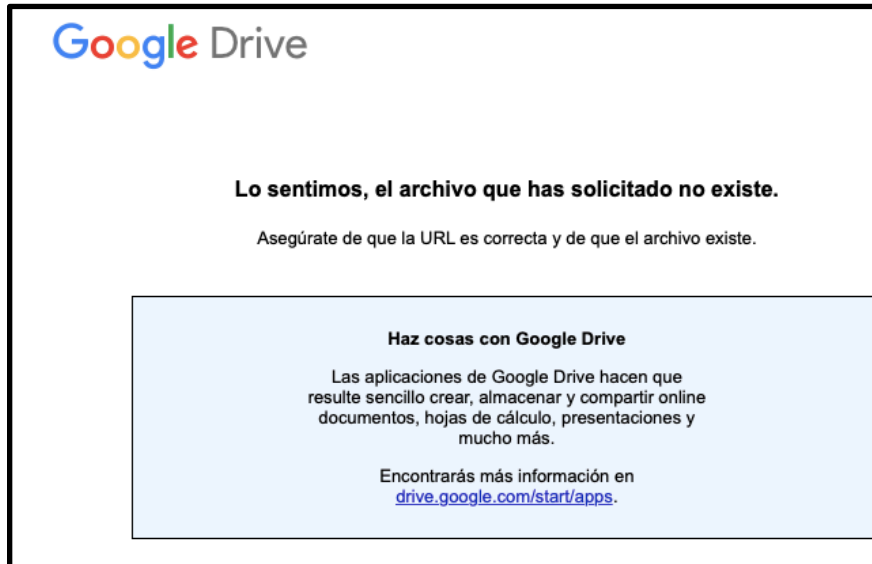 Google Drive
Lo sentimos, el archivo que has solicitado no existe.
Asegúrate de que la URL es correcta y de que el archivo existe.
Haz cosas con Google Drive
Las aplicaciones de Google Drive hacen que
resulte sencillo crear, almacenar y compartir online
documentos, hojas de cálculo, presentaciones y
mucho más.
Encontrarás más información en
drive.google.com/start/apps.